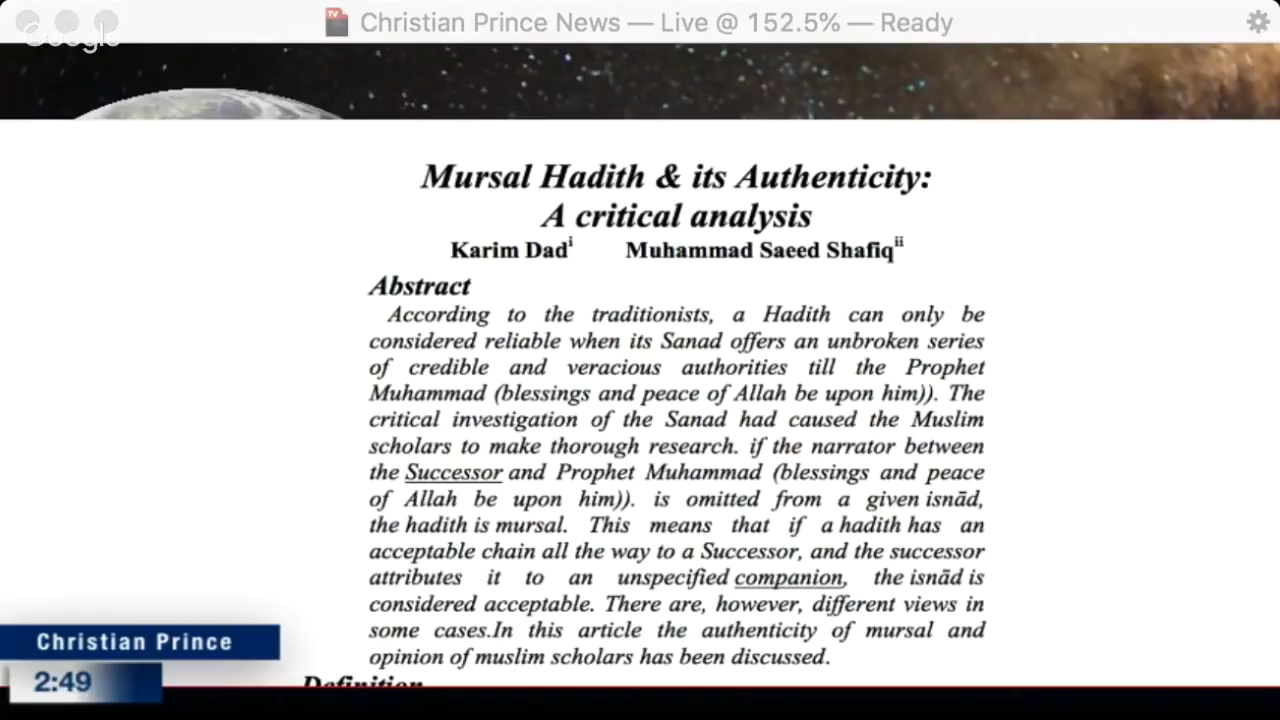 TV
Christian Prince News — Live @ 152.5% — Ready
Google
Mursal Hadith & its Authenticity:
A critical analysis
Karim Dadⁱ Muhammad Saeed Shafiqⁱⁱ
Abstract
According to the traditionists, a Hadith can only be
considered reliable when its Sanad offers an unbroken series
of credible and veracious authorities till the Prophet
Muhammad (blessings and peace of Allah be upon him)). The
critical investigation of the Sanad had caused the Muslim
scholars to make thorough research. if the narrator between
the Successor and Prophet Muhammad (blessings and peace
of Allah be upon him)). is omitted from a given isnād,
the hadith is mursal. This means that if a hadith has an
acceptable chain all the way to a Successor, and the successor
attributes it to an unspecified companion, the isnād is
considered acceptable. There are, however, different views in
some cases.In this article the authenticity of mursal and
opinion of muslim scholars has been discussed.
Definition
Christian Prince
2:49